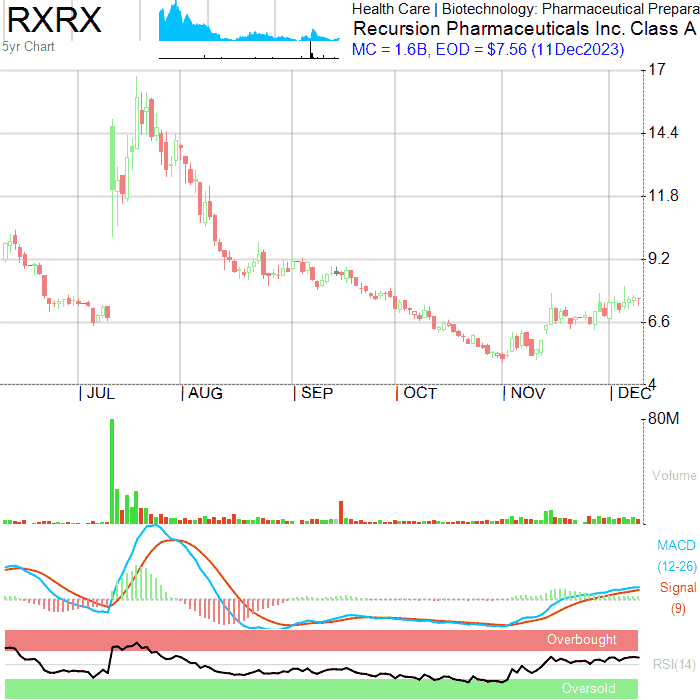 RXRX
5yr Chart
Health Care | Biotechnology: Pharmaceutical Prepara
Recursion Pharmaceuticals Inc. Class A
MC = 1.6B, EOD = $7.56 (11Dec2023)
17
14.4
11.8
9.2
6.6
4
JUL AUG SEP OCT NOV DEC
80M
Volume
MACD
(12-26)
Signal
(9)
Overbought
RSI(14)
Oversold